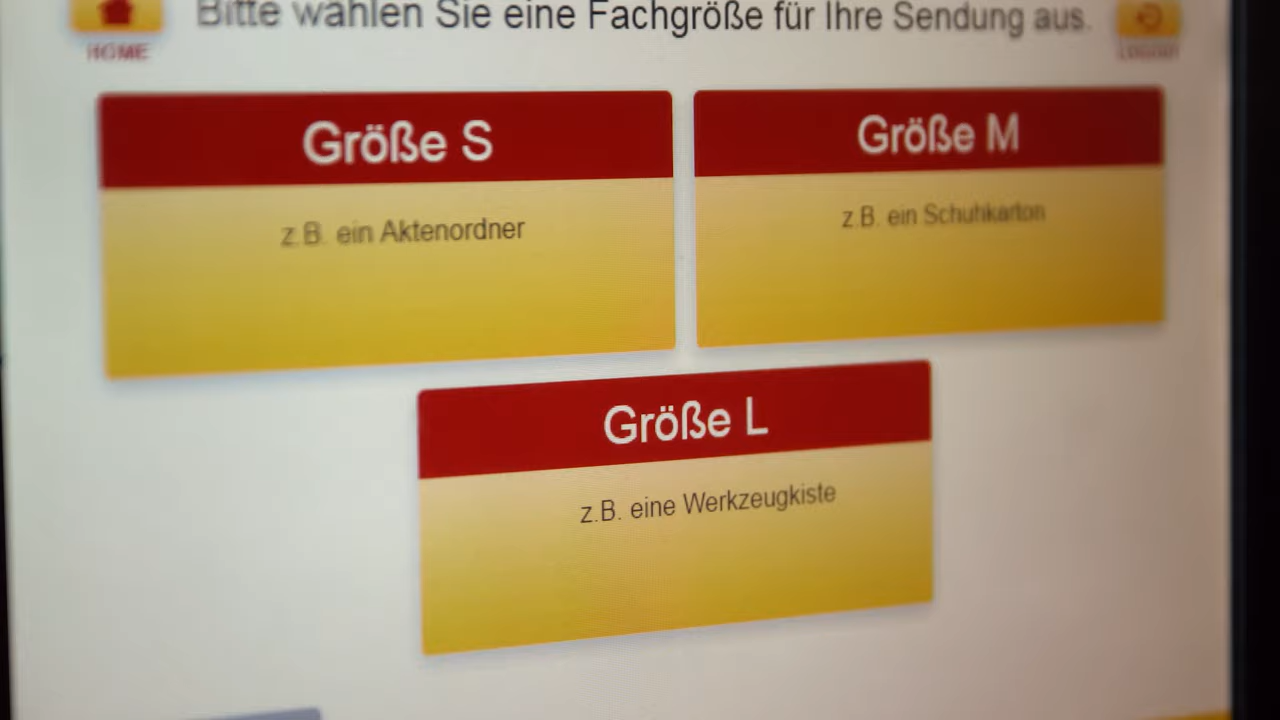 Bitte wählen Sie eine Fachgröße für Ihre Sendung aus.
HOME
Größe S
z.B. ein Aktenordner
Größe M
z.B. ein Schuhkarton
Größe L
z.B. eine Werkzeugkiste